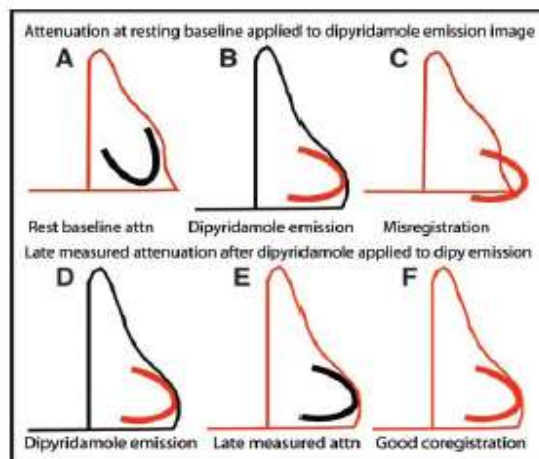 Attenuation at resting baseline applied to dipyridamole emission image
A B C
Rest baseline attn Dipyridamole emission Misregistration
Late measured attenuation after dipyridamole applied to dipy emission
D E F
Dipyridamole emission Late measured attn Good coregistration